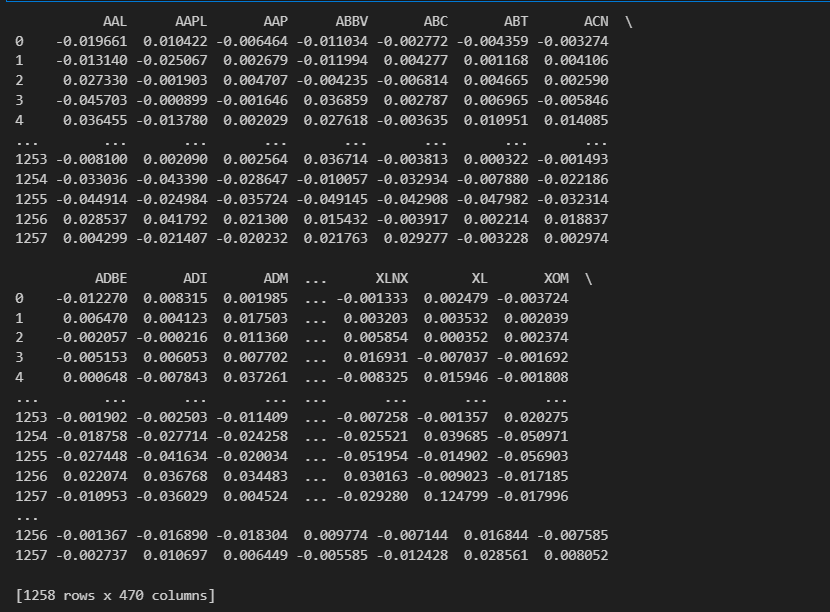 AAL AAPL AAP ABBV ABC ABT ACN \
0 -0.019661 0.010422 -0.006464 -0.011034 -0.002772 -0.004359 -0.003274
1 -0.013140 -0.025067 0.002679 -0.011994 0.004277 0.001168 0.004106
2 0.027330 -0.001903 0.004707 -0.004235 -0.006814 0.004665 0.002590
3 -0.045703 -0.000899 -0.001646 0.036859 0.002787 0.006965 -0.005846
4 0.036455 -0.013780 0.002029 0.027618 -0.003635 0.010951 0.014085
... ... ... ... ... ... ... ...
1253 -0.008100 0.002090 0.002564 0.036714 -0.003813 0.000322 -0.001493
1254 -0.033036 -0.043390 -0.028647 -0.010057 -0.032934 -0.007880 -0.022186
1255 -0.044914 -0.024984 -0.035724 -0.049145 -0.042908 -0.047982 -0.032314
1256 0.028537 0.041792 0.021300 0.015432 -0.003917 0.002214 0.018837
1257 0.004299 -0.021407 -0.020232 0.021763 0.029277 -0.003228 0.002974
ADBE ADI ADM ... XLNX XL XOM \
0 -0.012270 0.008315 0.001985 ... -0.001333 0.002479 -0.003724
1 0.006470 0.004123 0.017503 ... 0.003203 0.003532 0.002039
2 -0.002057 -0.000216 0.011360 ... 0.005854 0.000352 0.002374
3 -0.005153 0.006053 0.007702 ... 0.016931 -0.007037 -0.001692
4 0.000648 -0.007843 0.037261 ... -0.008325 0.015946 -0.001808
... ... ... ... ... ... ... ...
1253 -0.001902 -0.002503 -0.011409 ... -0.007258 -0.001357 0.020275
1254 -0.018758 -0.027714 -0.024258 ... -0.025521 0.039685 -0.050971
1255 -0.027448 -0.041634 -0.020034 ... -0.051954 -0.014902 -0.056903
1256 0.022074 0.036768 0.034483 ... 0.030163 -0.009023 -0.017185
1257 -0.010953 -0.036029 0.004524 ... -0.029280 0.124799 -0.017996
...
1256 -0.001367 -0.016890 -0.018304 0.009774 -0.007144 0.016844 -0.007585
1257 -0.002737 0.010697 0.006449 -0.005585 -0.012428 0.028561 0.008052
[1258 rows x 470 columns]